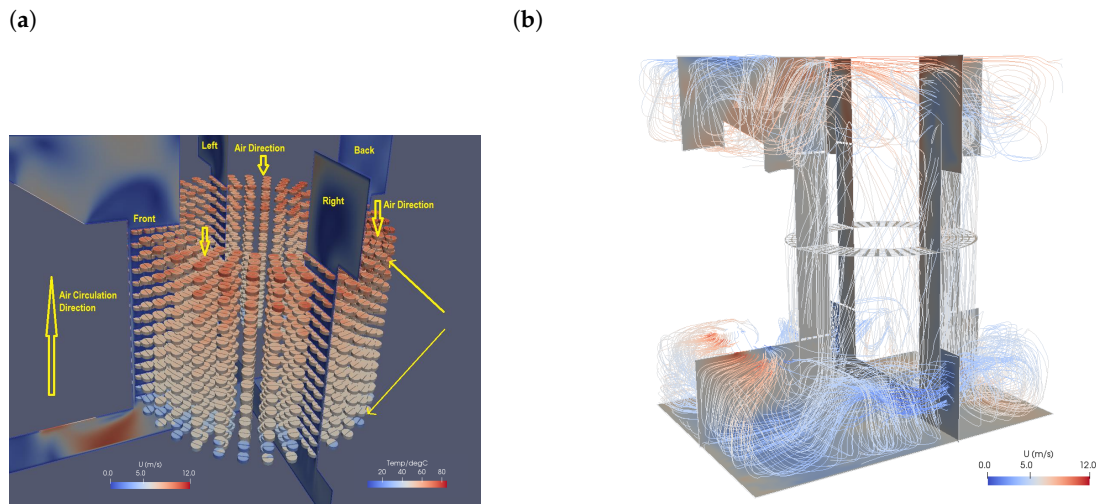 (a)
(b)
Left
Air Direction
Back
Right
Air Direction
Front
Air Circulation
Direction
U (m/s)
0.0 5.0 12.0
Temp/degC
20 40 60 80
U (m/s)
0.0 5.0 12.0